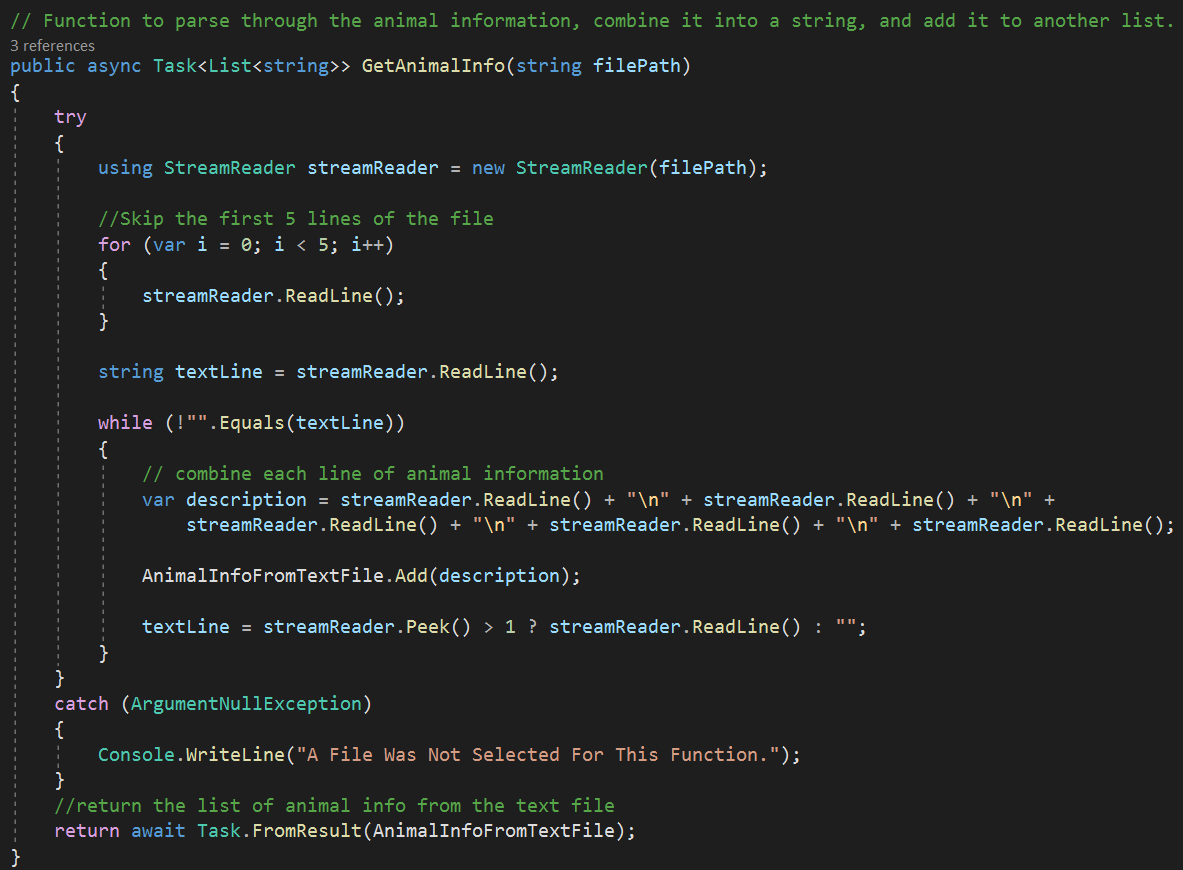 // Function to parse through the animal information, combine it into a string, and add it to another list.
3 references
public async Task<List<string>> GetAnimalInfo(string filePath)
{
try
{
using StreamReader streamReader = new StreamReader(filePath);
//Skip the first 5 lines of the file
for (var i = 0; i < 5; i++)
{
streamReader.ReadLine();
}
string textLine = streamReader.ReadLine();
while (!"".Equals(textLine))
{
// combine each line of animal information
var description = streamReader.ReadLine() + "\n" + streamReader.ReadLine() + "\n" +
streamReader.ReadLine() + "\n" + streamReader.ReadLine() + "\n" + streamReader.ReadLine();
AnimalInfoFromTextFile.Add(description);
textLine = streamReader.Peek() > 1 ? streamReader.ReadLine() : "";
}
}
catch (ArgumentNullException)
{
Console.WriteLine("A File Was Not Selected For This Function.");
}
//return the list of animal info from the text file
return await Task.FromResult(AnimalInfoFromTextFile);
}